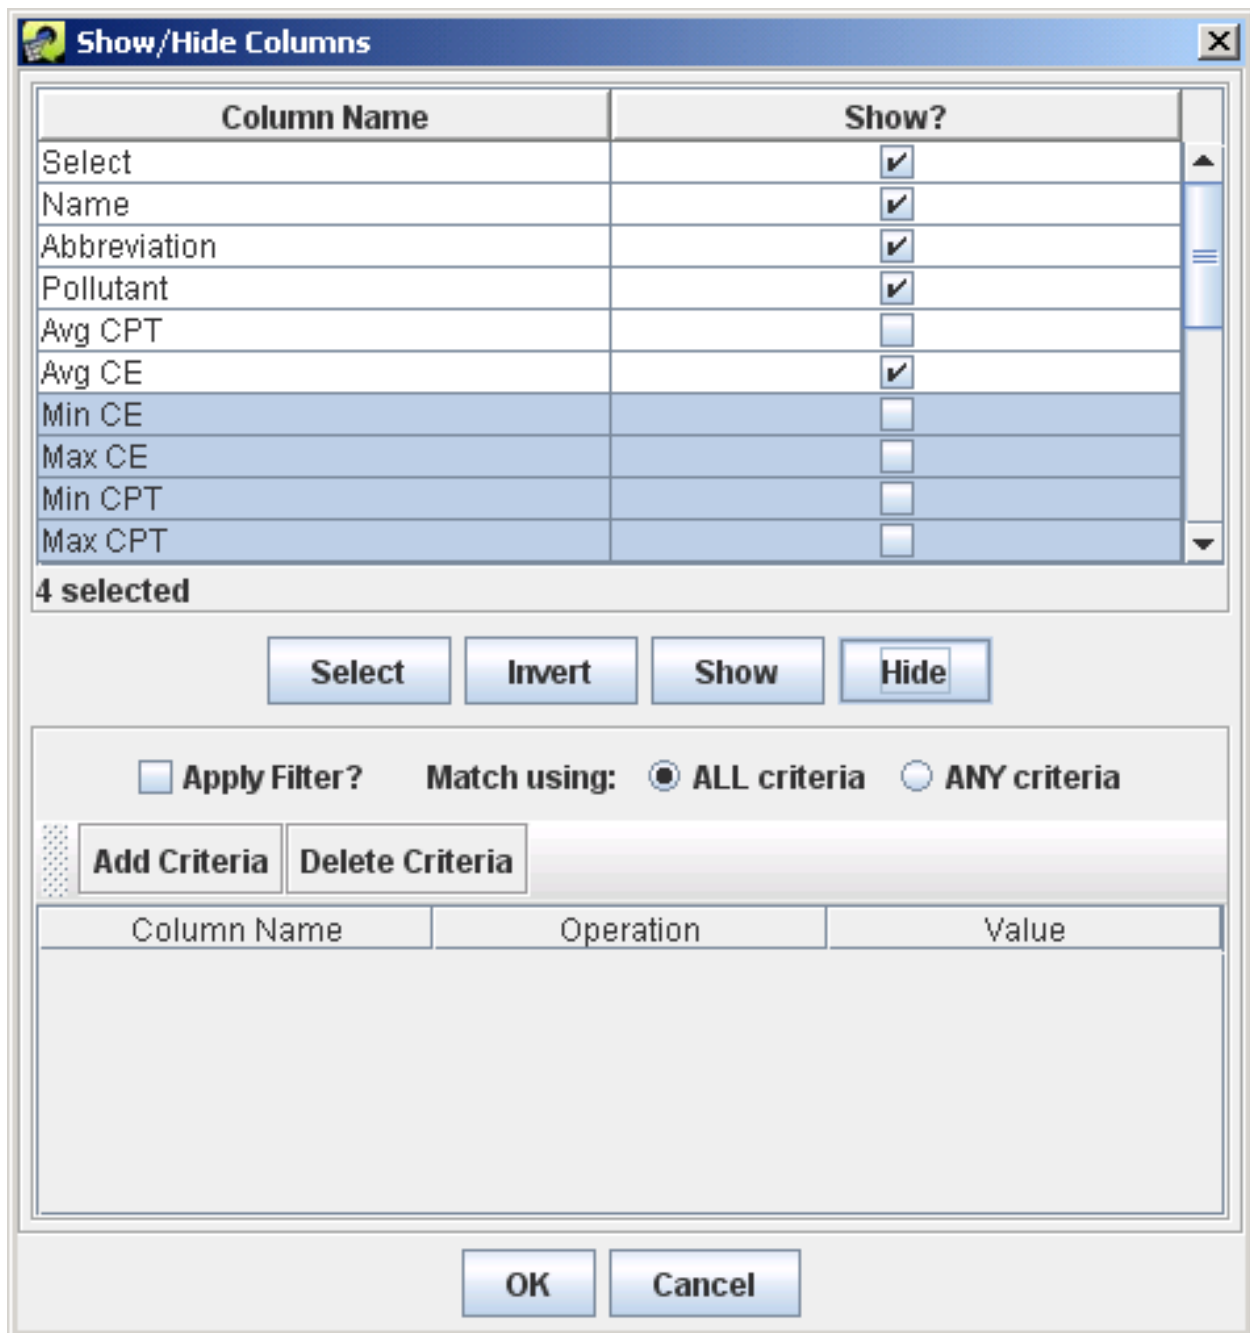 Show/Hide Columns
Column Name Show?
Select
Name
Abbreviation
Pollutant
Avg CPT
Avg CE
Min CE
Max CE
Min CPT
Max CPT
4 selected
Select Invert Show Hide
Apply Filter? Match using: ALL criteria ANY criteria
Add Criteria Delete Criteria
Column Name Operation Value
OK Cancel